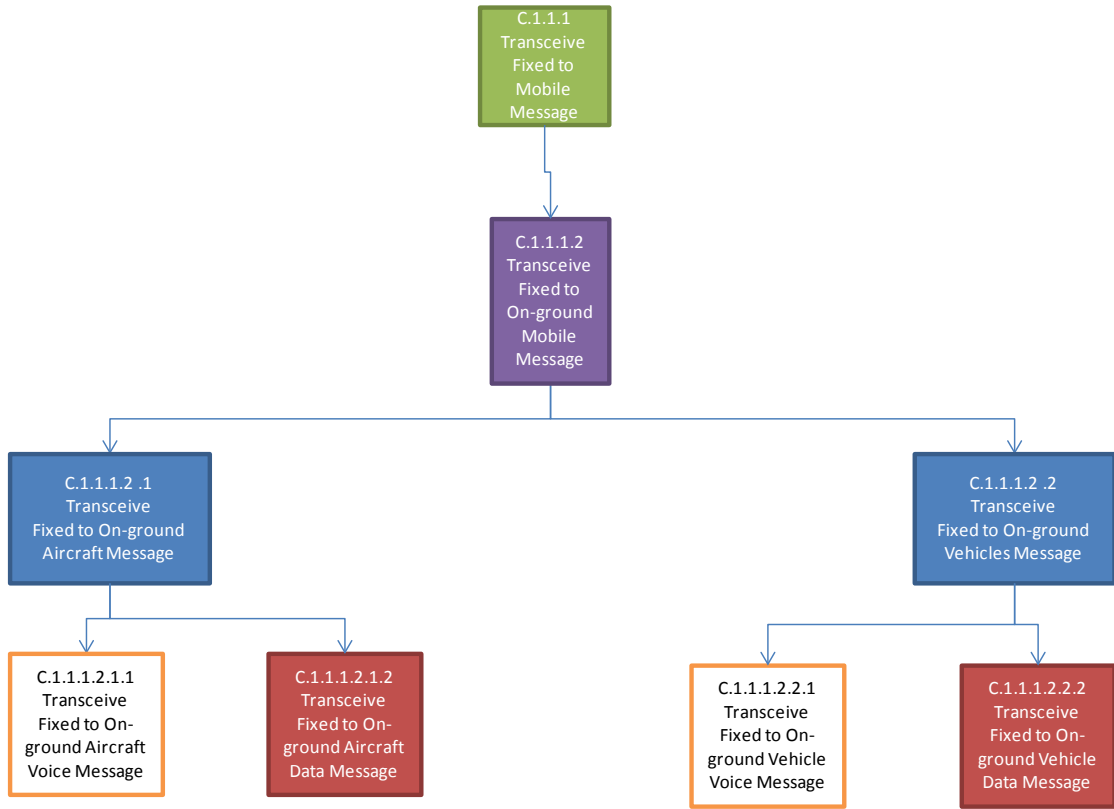 C.1.1.1
Transceive
Fixed to
Mobile
Message
C.1.1.1.2
Transceive
Fixed to
On-ground
Mobile
Message
C.1.1.1.2 .1
Transceive
Fixed to On-ground
Aircraft Message
C.1.1.1.2 .2
Transceive
Fixed to On-ground
Vehicles Message
C.1.1.1.2.1.1
Transceive
Fixed to On-
ground Aircraft
Voice Message
C.1.1.1.2.1.2
Transceive
Fixed to On-
ground Aircraft
Data Message
C.1.1.1.2.2.1
Transceive
Fixed to On-
ground Vehicle
Voice Message
C.1.1.1.2.2.2
Transceive
Fixed to On-
ground Vehicle
Data Message